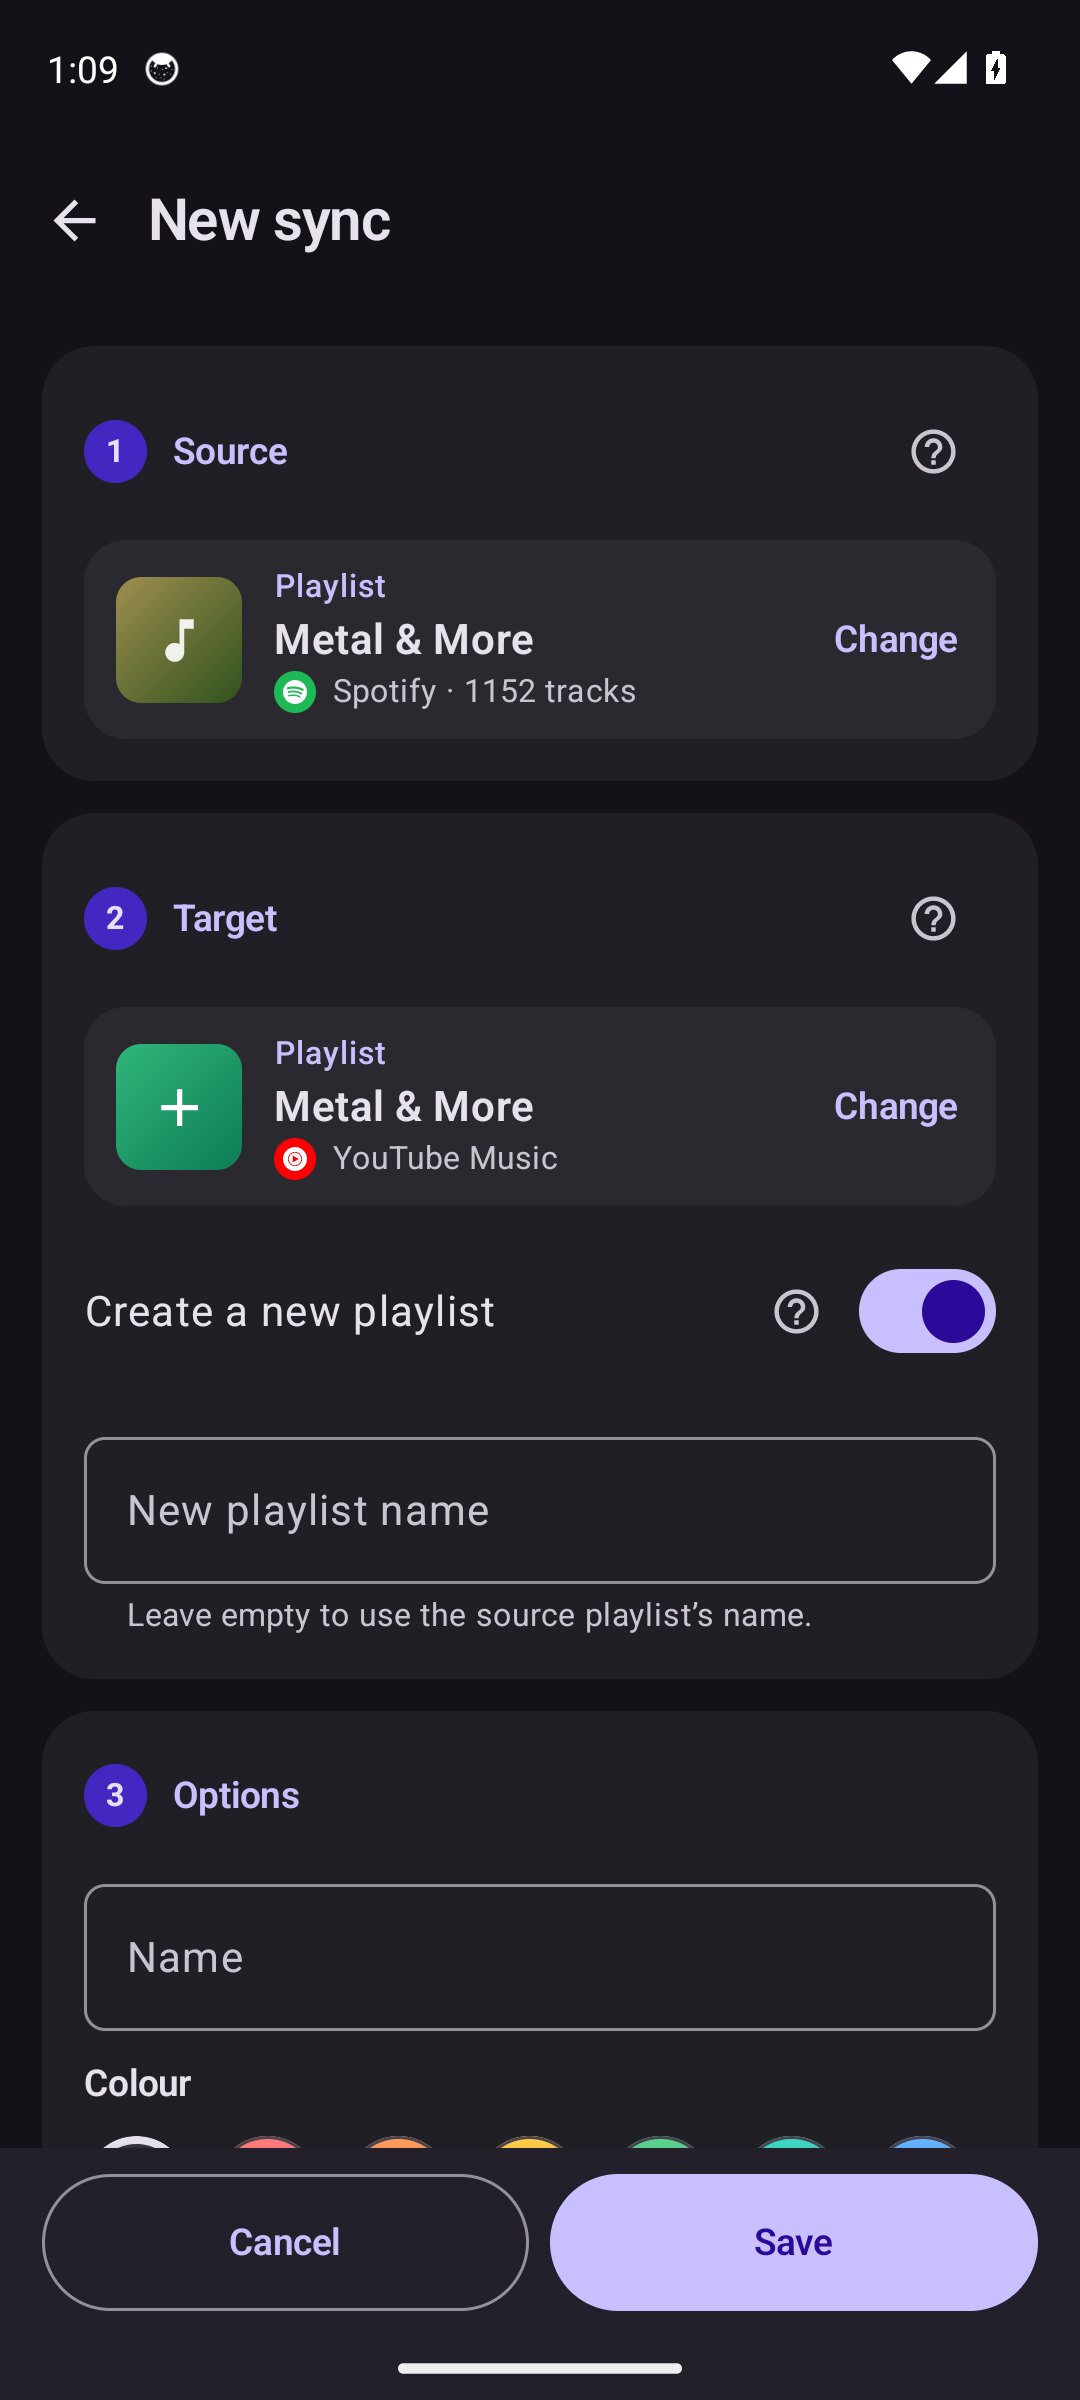 1:09
New sync
1 Source
Playlist
Metal & More
Change
Spotify · 1152 tracks
2 Target
Playlist
Metal & More
Change
YouTube Music
Create a new playlist
New playlist name
Leave empty to use the source playlist’s name.
3 Options
Name
Colour
Cancel
Save